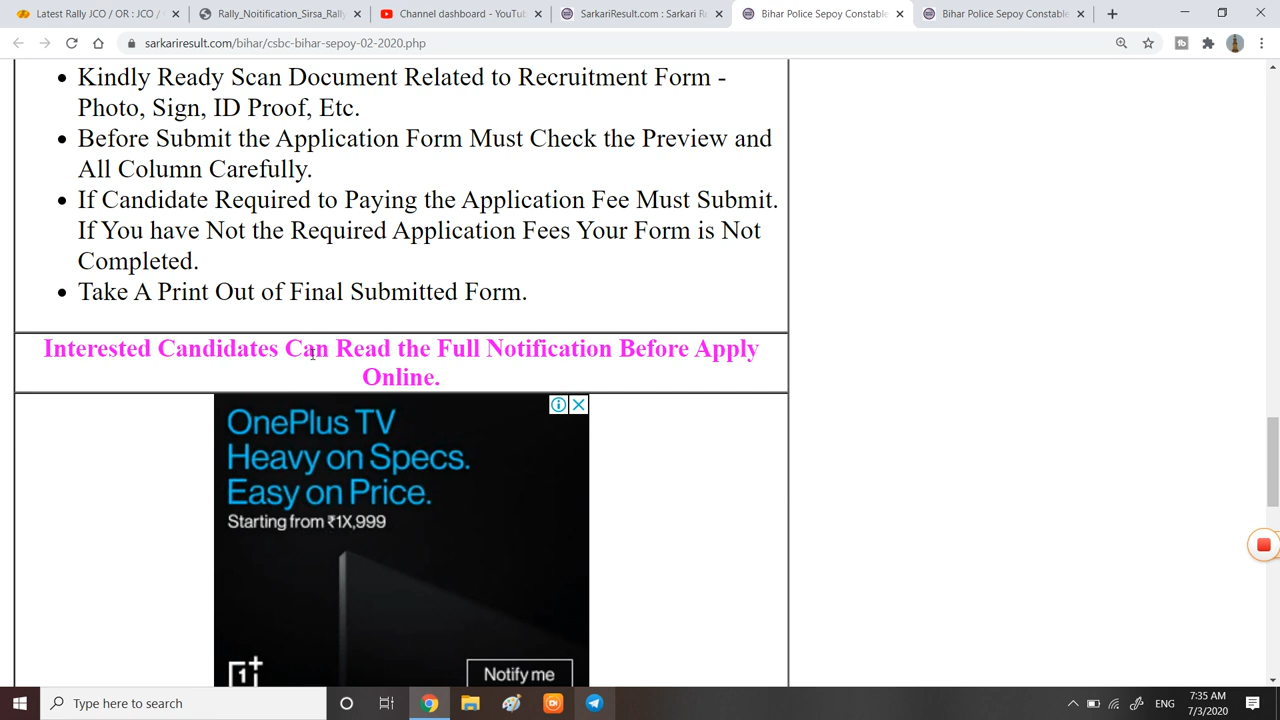 Latest Rally JCO / OR : JCO /
Rally_Noitification_Sirsa_Rally
Channel dashboard - YouTu
SarkariResult.com : Sarkari R
Bihar Police Sepoy Constable
Bihar Police Sepoy Constable
sarkariresult.com/bihar/csbc-bihar-sepoy-02-2020.php
• Kindly Ready Scan Document Related to Recruitment Form -
Photo, Sign, ID Proof, Etc.
• Before Submit the Application Form Must Check the Preview and
All Column Carefully.
• If Candidate Required to Paying the Application Fee Must Submit.
If You have Not the Required Application Fees Your Form is Not
Completed.
• Take A Print Out of Final Submitted Form.
Interested Candidates Can Read the Full Notification Before Apply
Online.
OnePlus TV
Heavy on Specs.
Easy on Price.
Starting from ₹1X,999
Notify me
Type here to search
ENG
7:35 AM
7/3/2020